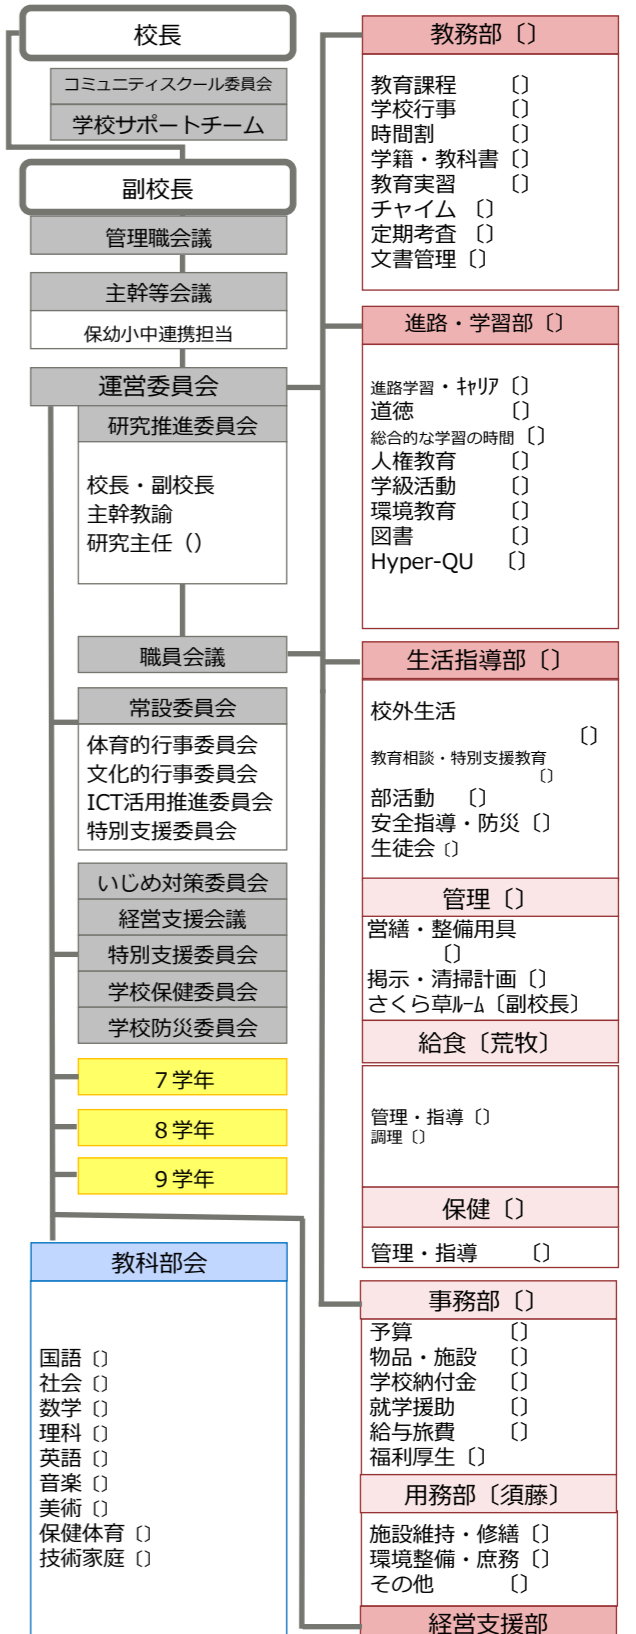 校長
コミュニティスクール委員会
学校サポートチーム
副校長
管理職会議
主幹等会議
保幼小中連携担当
運営委員会
研究推進委員会
校長・副校長
主幹教諭
研究主任（）
職員会議
常設委員会
体育的行事委員会
文化的行事委員会
ICT活用推進委員会
特別支援委員会
いじめ対策委員会
経営支援会議
特別支援委員会
学校保健委員会
学校防災委員会
７学年
８学年
９学年
教科部会
国語〔〕
社会〔〕
数学〔〕
理科〔〕
英語〔〕
音楽〔〕
美術〔〕
保健体育〔〕
技術家庭〔〕
教務部〔〕
教育課程　　〔〕
学校行事　　〔〕
時間割　　　〔〕
学籍・教科書〔〕
教育実習　　〔〕
チャイム　〔〕
定期考査　〔〕
文書管理〔〕
進路・学習部〔〕
進路学習・ｷｬﾘｱ〔〕
道徳　　　　〔〕
総合的な学習の時間〔〕
人権教育　　〔〕
学級活動　　〔〕
環境教育　　〔〕
図書　　　　〔〕
Hyper-QU　〔〕
生活指導部〔〕
校外生活
〔〕
教育相談・特別支援教育
〔〕
部活動　〔〕
安全指導・防災〔〕
生徒会〔〕
管理〔〕
営繕・整備用具
〔〕
掲示・清掃計画〔〕
さくら草ﾙｰﾑ〔副校長〕
給食〔荒牧〕
管理・指導〔〕
調理〔〕
保健〔〕
管理・指導　　〔〕
事務部〔〕
予算　　　　〔〕
物品・施設　〔〕
学校納付金　〔〕
就学援助　　〔〕
給与旅費　　〔〕
福利厚生〔〕
用務部〔須藤〕
施設維持・修繕〔〕
環境整備・庶務〔〕
その他　　　〔〕
経営支援部